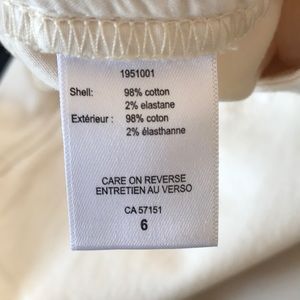 1951001
Shell: 98% cotton
2% elastane
Extérieur : 98% coton
2% élasthanne
CARE ON REVERSE
ENTRETIEN AU VERSO
CA 57151
6